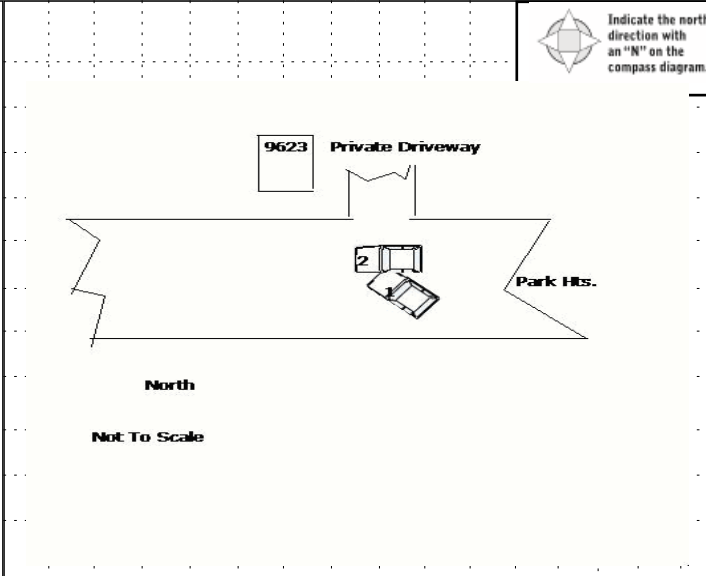 Indicate the north
direction with
an “N” on the
compass diagram.
9623 Private Driveway
2
1
Park Hts.
North
Not To Scale